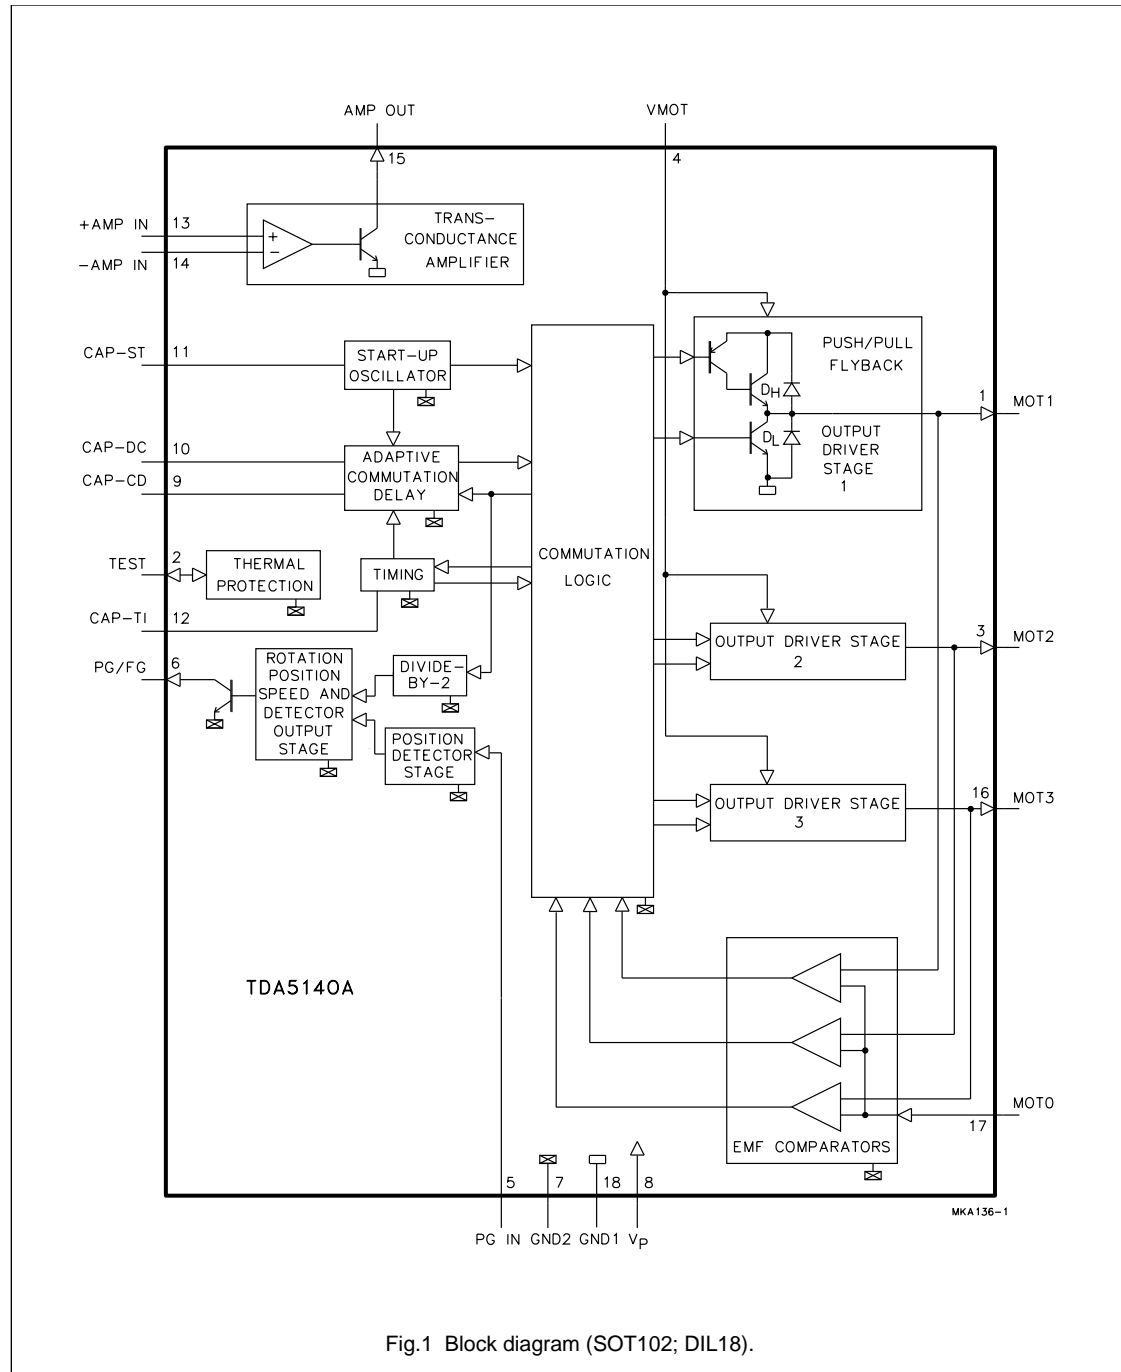 AMP OUT
VMOT
15
4
+AMP IN
13
+
−
TRANS-
CONDUCTANCE
AMPLIFIER
-AMP IN
14
CAP-ST
11
START-UP
OSCILLATOR
PUSH/PULL
FLYBACK
DH
DL
1
MOT1
OUTPUT
DRIVER
STAGE
1
CAP-DC
10
CAP-CD
9
ADAPTIVE
COMMUTATION
DELAY
COMMUTATION
LOGIC
TEST
2
THERMAL
PROTECTION
TIMING
CAP-TI
12
PG/FG
6
ROTATION
POSITION
SPEED AND
DETECTOR
OUTPUT
STAGE
DIVIDE-
BY-2
POSITION
DETECTOR
STAGE
OUTPUT DRIVER STAGE
2
3
MOT2
OUTPUT DRIVER STAGE
3
16
MOT3
TDA5140A
MOT0
17
EMF COMPARATORS
5
7
18
8
PG IN
GND2
GND1
VP
MKA136-1
Fig.1 Block diagram (SOT102; DIL18).